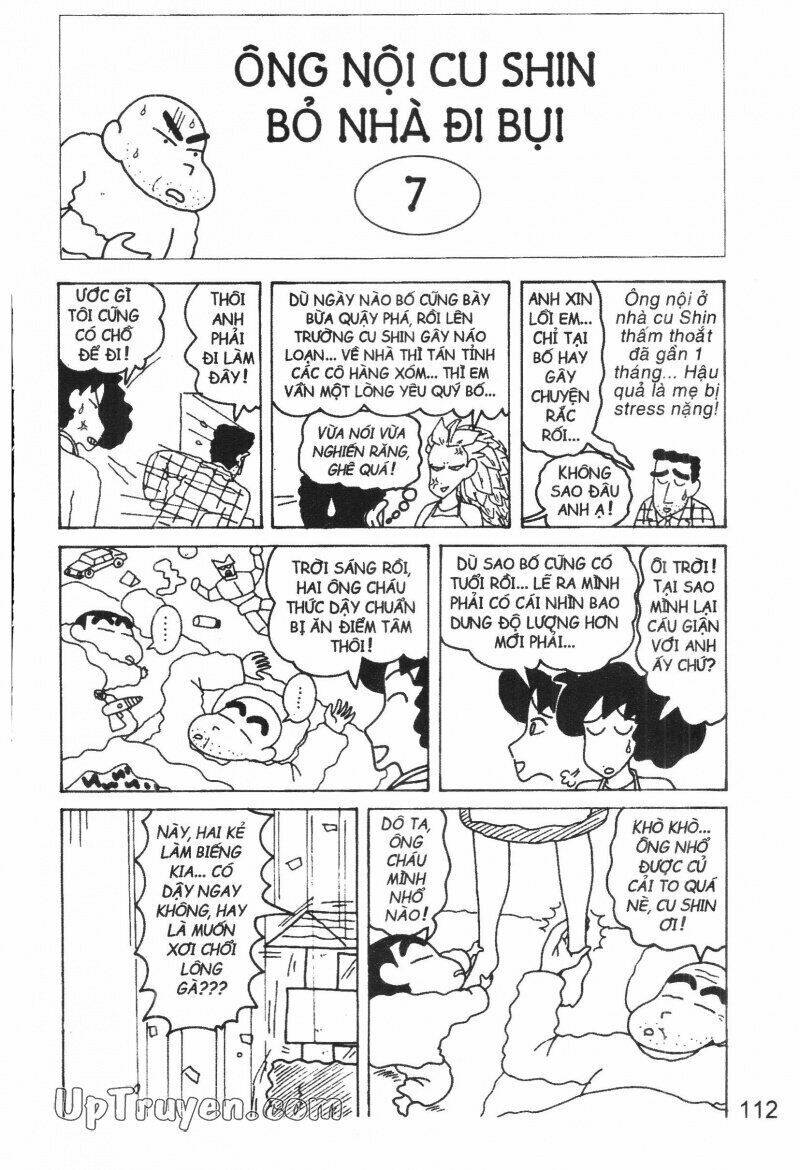 ÔNG NỘI CU SHIN
BỎ NHÀ ĐI BỤI
7
Ông nội ở
nhà cu Shin
thấm thoắt
đã gần 1
tháng... Hậu
quả là mẹ bị
stress nặng!
ANH XIN
LỖI EM...
CHỈ TẠI
BỐ HAY
GÂY
CHUYỆN
RẮC
RỐI...
KHÔNG
SAO ĐÂU
ANH Ạ!
DÙ NGÀY NÀO BỐ CŨNG BÀY
BỪA QUẬY PHÁ, RỒI LÊN
TRƯỜNG CU SHIN GÂY NÁO
LOẠN... VỀ NHÀ THÌ TÁN TỈNH
CÁC CÔ HÀNG XÓM... THÌ EM
VẪN MỘT LÒNG YÊU QUÝ BỐ...
VỪA NÓI VỪA
NGHIẾN RĂNG,
GHÊ QUÁ!
THÔI
ANH
PHẢI
ĐI LÀM
ĐÂY!
ƯỚC GÌ
TÔI CŨNG
CÓ CHỖ
ĐỂ ĐI!
ÔI TRỜI!
TẠI SAO
MÌNH LẠI
CÁU GIẬN
VỚI ANH
ẤY CHỨ?
DÙ SAO BỐ CŨNG CÓ
TUỔI RỒI... LẼ RA MÌNH
PHẢI CÓ CÁI NHÌN BAO
DUNG ĐỘ LƯỢNG HƠN
MỚI PHẢI...
TRỜI SÁNG RỒI,
HAI ÔNG CHÁU
THỨC DẬY CHUẨN
BỊ ĂN ĐIỂM TÂM
THÔI!
....
....
KHÒ KHÒ...
ÔNG NHỔ
ĐƯỢC CỦ
CẢI TO QUÁ
NÈ, CU SHIN
ƠI!
DÔ TA,
ÔNG
CHÁU
MÌNH
NHỔ
NÀO!
NÀY, HAI KẺ
LÀM BIẾNG
KIA... CÓ
DẬY NGAY
KHÔNG, HAY
LÀ MUỐN
XƠI CHỔI
LÔNG
GÀ???
UpTruyen.com
112